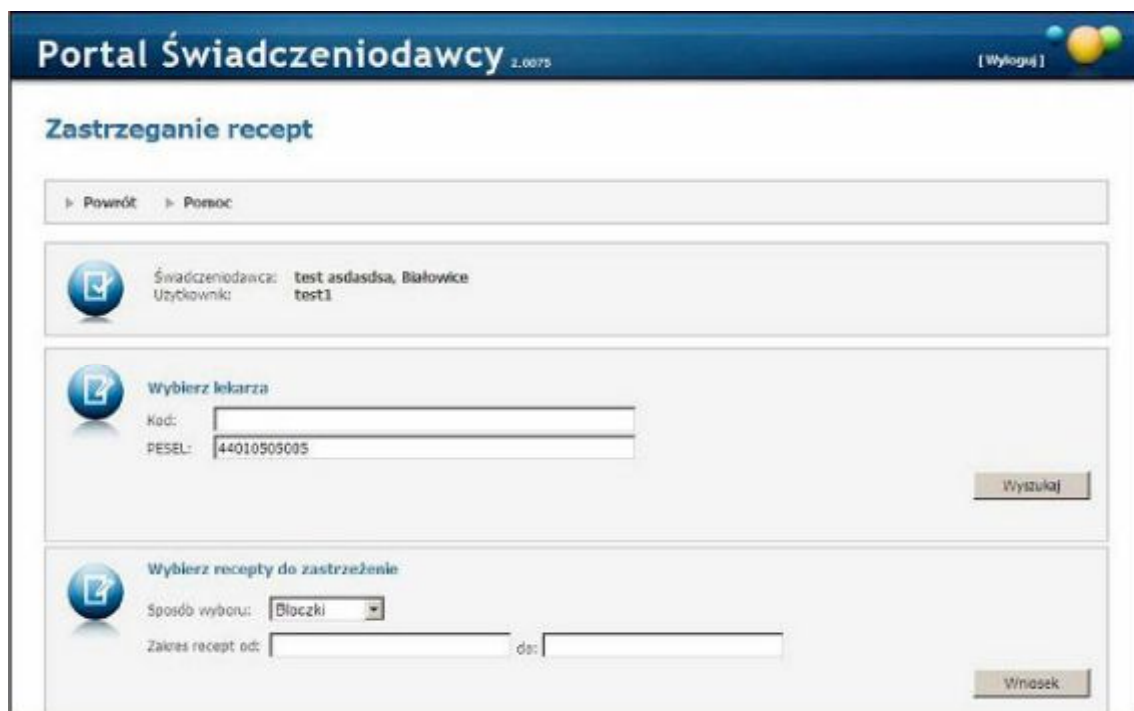 Portal Świadczeniodawcy 2.0075 [ Wyloguj ]
Zastrzeganie recept
Powrót Pomoc
Świadczeniodawca: test asdasdsa, Białowice
Użytkownik: test1
Wybierz lekarza
Kod:
PESEL: 44010505005
Wyszukaj
Wybierz recepty do zastrzeżenie
Sposób wyboru: Bloczki
Zakres recept od: do:
Wniosek